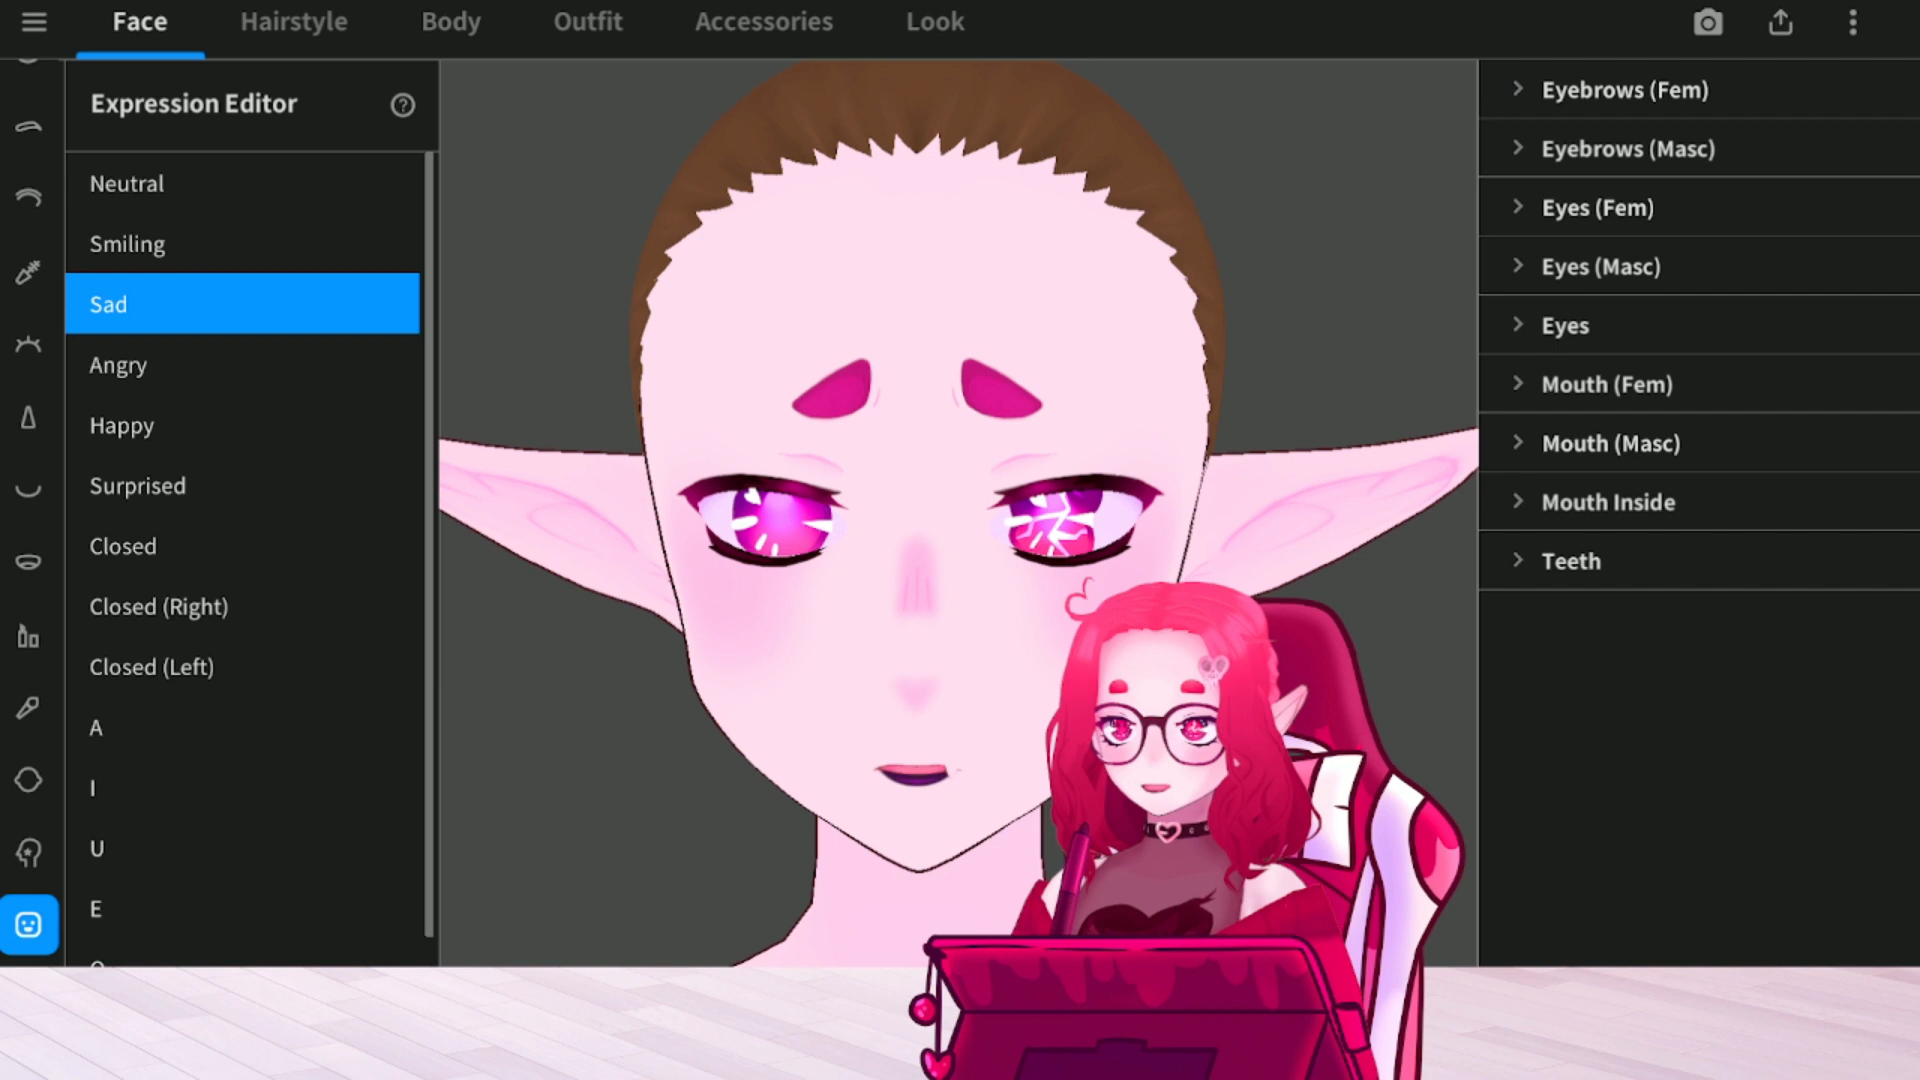 Face
Hairstyle
Body
Outfit
Accessories
Look
Expression Editor
Neutral
Smiling
Sad
Angry
Happy
Surprised
Closed
Closed (Right)
Closed (Left)
A
I
U
E
Eyebrows (Fem)
Eyebrows (Masc)
Eyes (Fem)
Eyes (Masc)
Eyes
Mouth (Fem)
Mouth (Masc)
Mouth Inside
Teeth